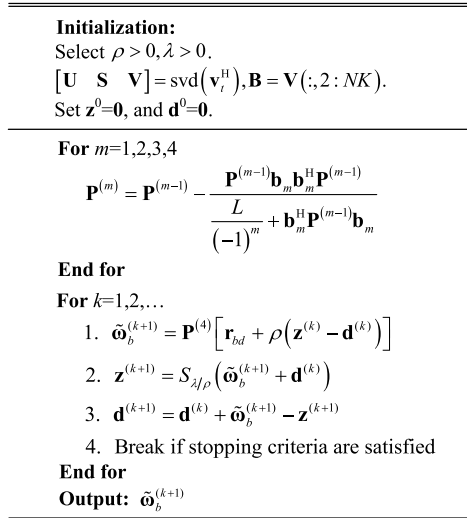 Initialization:
Select ρ > 0, λ > 0.
[U S V] = svd(v_t^H), B = V(:, 2 : NK).
Set z^0=0, and d^0=0.
For m=1,2,3,4
P^(m) = P^(m−1) − (P^(m−1) b_m b_m^H P^(m−1)) / (L/(−1)^m + b_m^H P^(m−1) b_m)
End for
For k=1,2,…
1. ω̃_b^(k+1) = P^(4)[r_bd + ρ(z^(k) − d^(k))]
2. z^(k+1) = S_λ/ρ(ω̃_b^(k+1) + d^(k))
3. d^(k+1) = d^(k) + ω̃_b^(k+1) − z^(k+1)
4. Break if stopping criteria are satisfied
End for
Output: ω̃_b^(k+1)